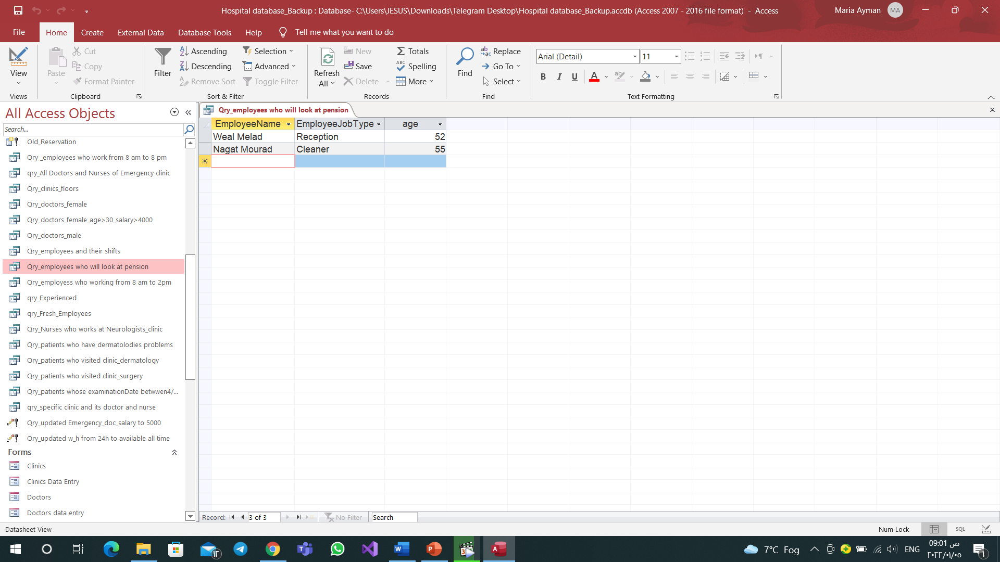 Hospital database_Backup : Database- C:\Users\JESUS\Downloads\Telegram Desktop\Hospital database_Backup.accdb (Access 2007 - 2016 file format)  -  Access
Maria Ayman
MA
File
Home
Create
External Data
Database Tools
Help
Tell me what you want to do
View
Views
Paste
Cut
Copy
Format Painter
Clipboard
Filter
Ascending
Descending
Remove Sort
Selection
Advanced
Toggle Filter
Sort & Filter
Refresh All
New
Save
Delete
Totals
Spelling
More
Records
Find
Replace
Go To
Select
Find
Arial (Detail)
11
B I U A
Text Formatting
All Access Objects
Search...
Old_Reservation
Qry _employees who work from 8 am to 8 pm
qry_All Doctors and Nurses of Emergency clinic
Qry_clinics_floors
Qry_doctors_female
Qry_doctors_female_age>30_salary>4000
Qry_doctors_male
Qry_employees and their shifts
Qry_employees who will look at pension
Qry_employess who working from 8 am to 2pm
qry_Experienced
qry_Fresh_Employees
Qry_Nurses who works at Neurologists_clinic
Qry_patients who have dermatolodies problems
Qry_patients who visited clinic_dermatology
Qry_patients who visited clinic_surgery
Qry_patients whose examinationDate betwwen4/...
qry_specific clinic and its doctor and nurse
Qry_updated Emergency_doc_salary to 5000
Qry_updated w_h from 24h to available all time
Forms
Clinics
Clinics Data Entry
Doctors
Doctors data entry
Qry_employees who will look at pension
EmployeeName EmployeeJobType age
Weal Melad Reception 52
Nagat Mourad Cleaner 55
Record: 3 of 3 No Filter Search
Datasheet View
Num Lock
SQL
١٣
7°C Fog
ENG
09:01 ص
٢٠٢٢/٠١/٠٥
١